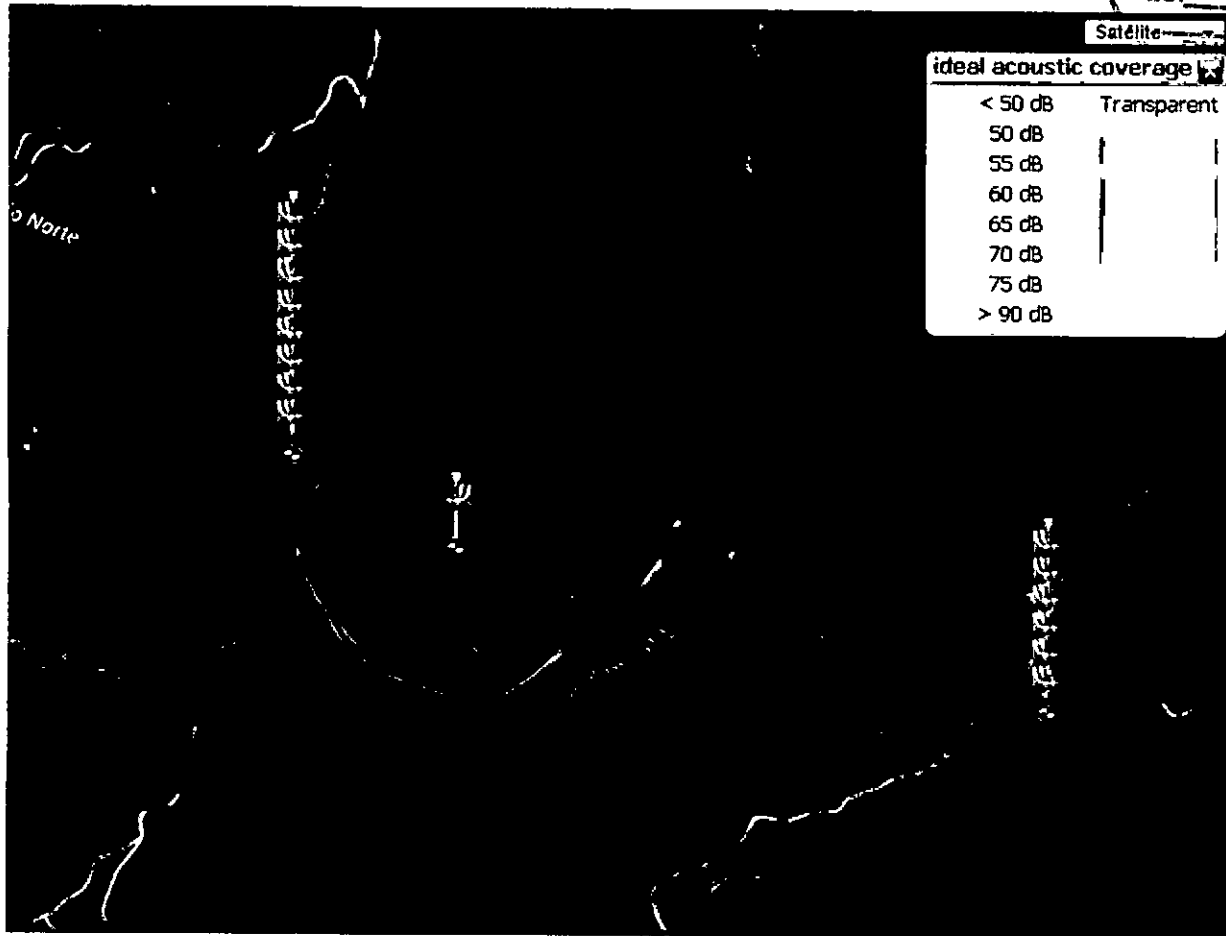 Satélite
ideal acoustic coverage
< 50 dB Transparent
50 dB
55 dB
60 dB
65 dB
70 dB
75 dB
> 90 dB
Norte